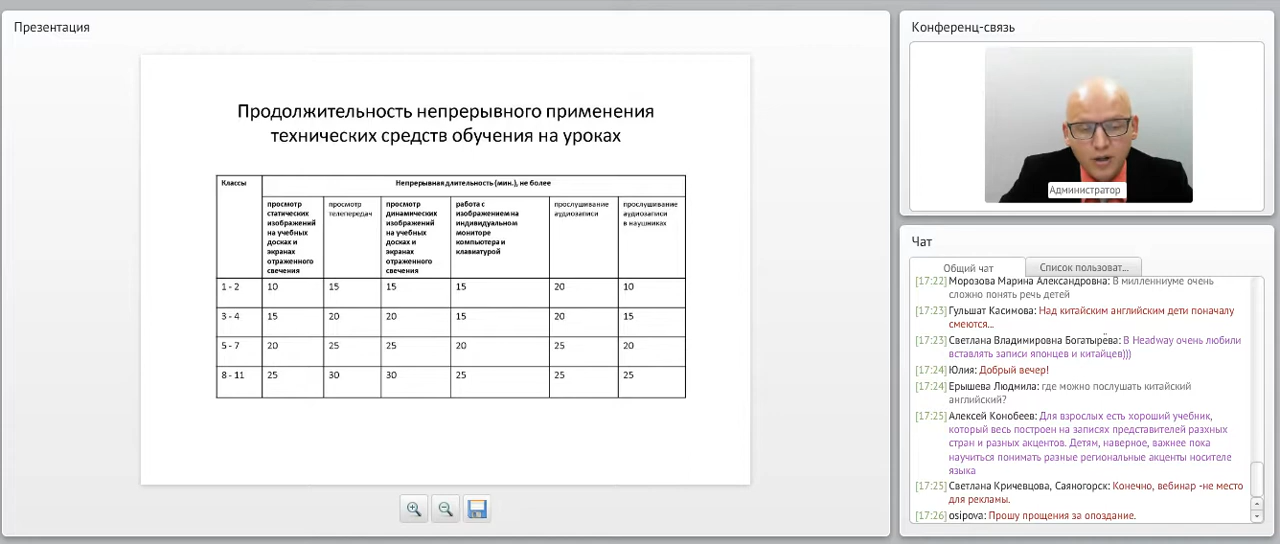 Презентация
Продолжительность непрерывного применения
технических средств обучения на уроках
Классы
Непрерывная длительность (мин.), не более
просмотр
статических
изображений
на учебных
досках и
экранах
отраженного
свечения
просмотр
телепередач
просмотр
динамических
изображений
на учебных
досках и
экранах
отраженного
свечения
работа с
изображением на
индивидуальном
мониторе
компьютера и
клавиатурой
прослушивание
аудиозаписи
прослушивание
аудиозаписи
в наушниках
1 - 2 10 15 15 15 20 10
3 - 4 15 20 20 15 20 15
5 - 7 20 25 25 20 25 20
8 - 11 25 30 30 25 25 25
Конференц-связь
Администратор
Чат
Общий чат
Список пользоват...
[17:22] Морозова Марина Александровна: В миллениуме очень
сложно понять речь детей
[17:23] Гульшат Касимова: Над китайским английским дети поначалу
смеются...
[17:23] Светлана Владимировна Богатырёва: В Headway очень любили
вставлять записи японцев и китайцев)))
[17:24] Юлия: Добрый вечер!
[17:24] Ерышева Людмила: где можно послушать китайский
английский?
[17:25] Алексей Конобеев: Для взрослых есть хороший учебник,
который весь построен на записях представителей разхных
стран и разных акцентов. Детям, наверное, важнее пока
научиться понимать разные региональные акценты носителе
языка
[17:25] Светлана Кричевцова, Саяногорск: Конечно, вебинар -не место
для рекламы.
[17:26] osipova: Прошу прощения за опоздание.